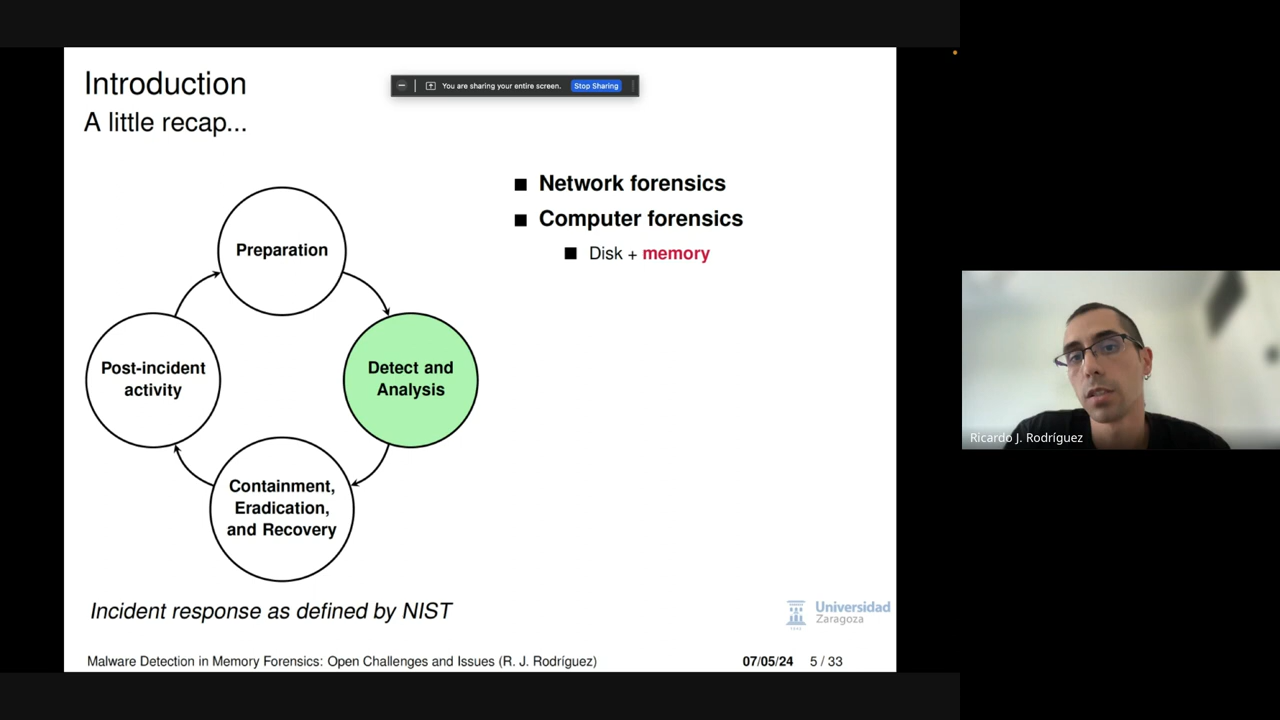 Introduction
A little recap...
You are sharing your entire screen.
Stop Sharing
■ Network forensics
■ Computer forensics
■ Disk + memory
Preparation
Detect and
Analysis
Post-incident
activity
Containment,
Eradication,
and Recovery
Incident response as defined by NIST
Universidad
Zaragoza
Malware Detection in Memory Forensics: Open Challenges and Issues (R. J. Rodríguez)
07/05/24 5 / 33
Ricardo J. Rodríguez